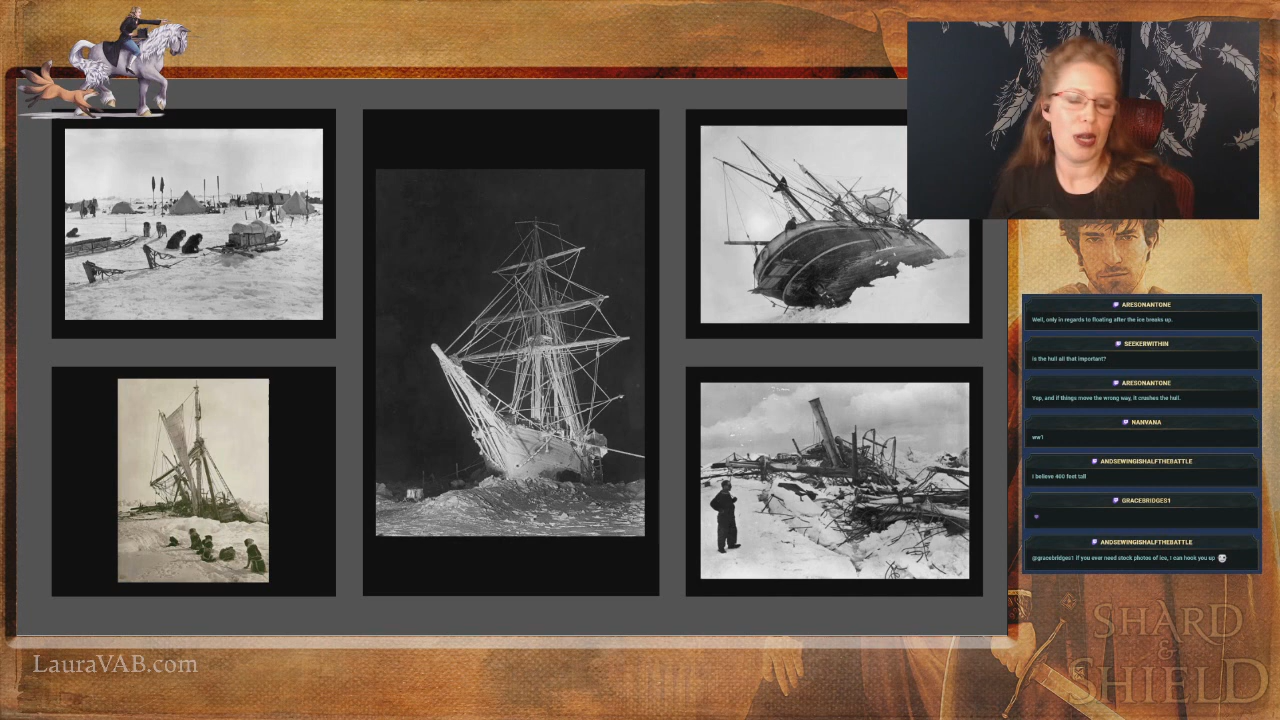 ARESONANTONE
Well, only in regards to floating after the ice breaks up.
SEEKERWITHIN
is the hull all that important?
ARESONANTONE
Yep, and if things move the wrong way, it crushes the hull.
NANVANA
ww1
ANDSEWINGISHALFTHEBATTLE
I believe 400 feet tall
GRACEBRIDGES1
ANDSEWINGISHALFTHEBATTLE
@gracebridges1 If you ever need stock photos of ice, I can hook you up
SHARD
&
SHIELD
LauraVAB.com